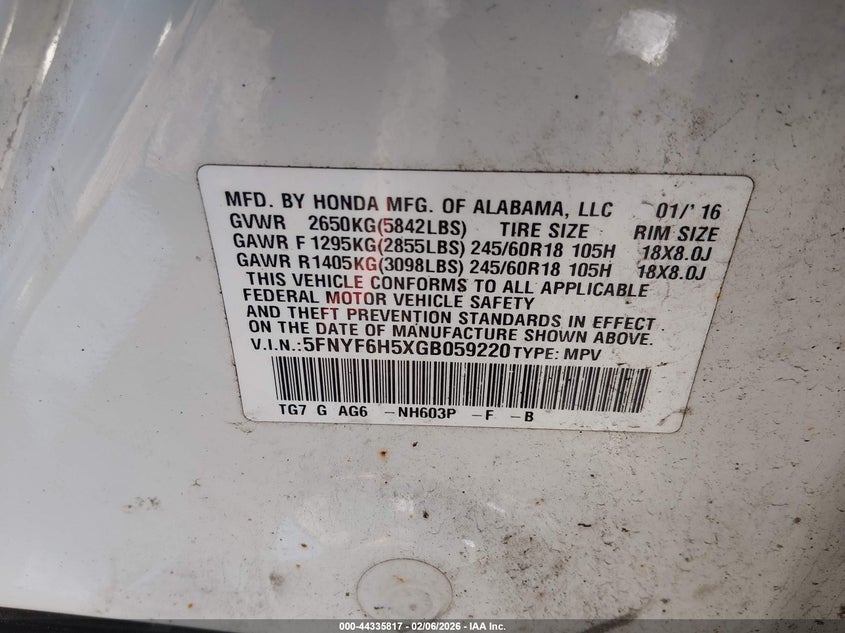 MFD. BY HONDA MFG. OF ALABAMA, LLC 01/'16
GVWR 2650KG(5842LBS) TIRE SIZE RIM SIZE
GAWR F 1295KG(2855LBS) 245/60R18 105H 18X8.0J
GAWR R1405KG(3098LBS) 245/60R18 105H 18X8.0J
THIS VEHICLE CONFORMS TO ALL APPLICABLE
FEDERAL MOTOR VEHICLE SAFETY
AND THEFT PREVENTION STANDARDS IN EFFECT
ON THE DATE OF MANUFACTURE SHOWN ABOVE.
V.I.N.:5FNYF6H5XGB059220 TYPE: MPV
TG7 G AG6 -NH603P -F -B
000-44335817 - 02/06/2026 - IAA Inc.